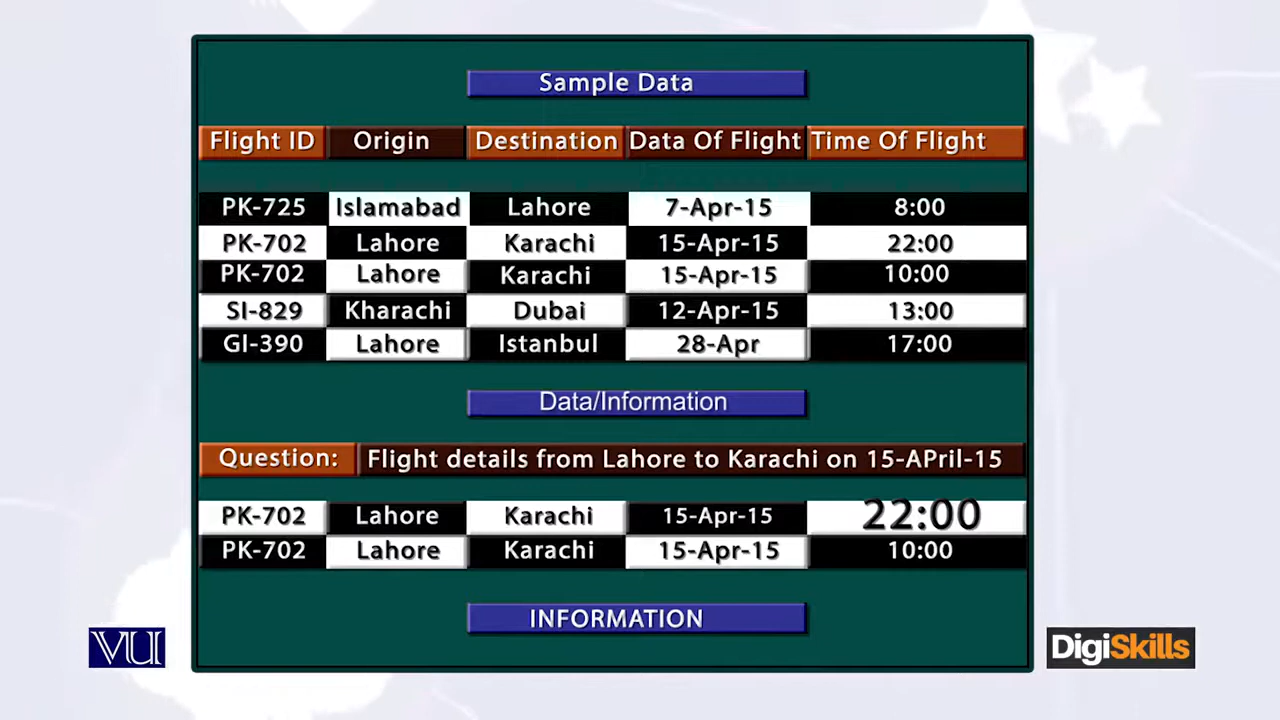 Sample Data
Flight ID Origin Destination Data Of Flight Time Of Flight
PK-725 Islamabad Lahore 7-Apr-15 8:00
PK-702 Lahore Karachi 15-Apr-15 22:00
PK-702 Lahore Karachi 15-Apr-15 10:00
SI-829 Kharachi Dubai 12-Apr-15 13:00
GI-390 Lahore Istanbul 28-Apr 17:00
Data/Information
Question: Flight details from Lahore to Karachi on 15-APril-15
PK-702 Lahore Karachi 15-Apr-15 22:00
PK-702 Lahore Karachi 15-Apr-15 10:00
INFORMATION
VU DigiSkills